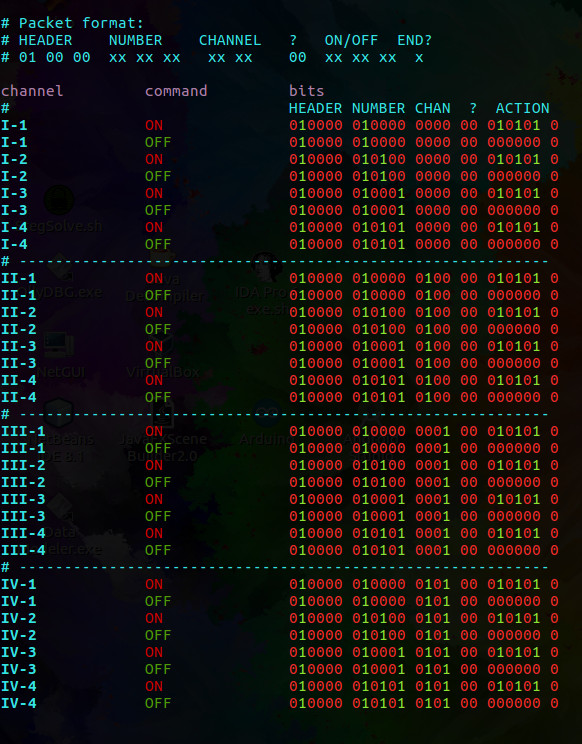 # Packet format:
# HEADER NUMBER CHANNEL ? ON/OFF END?
# 01 00 00 xx xx xx xx xx 00 xx xx xx x
channel command bits
# HEADER NUMBER CHAN ? ACTION
I-1 ON 010000 010000 0000 00 010101 0
I-1 OFF 010000 010000 0000 00 000000 0
I-2 ON 010000 010100 0000 00 010101 0
I-2 OFF 010000 010100 0000 00 000000 0
I-3 ON 010000 010001 0000 00 010101 0
I-3 OFF 010000 010001 0000 00 000000 0
I-4 ON 010000 010101 0000 00 010101 0
I-4 OFF 010000 010101 0000 00 000000 0
# -----------------------------------------------------------
II-1 ON 010000 010000 0100 00 010101 0
II-1 OFF 010000 010000 0100 00 000000 0
II-2 ON 010000 010100 0100 00 010101 0
II-2 OFF 010000 010100 0100 00 000000 0
II-3 ON 010000 010001 0100 00 010101 0
II-3 OFF 010000 010001 0100 00 000000 0
II-4 ON 010000 010101 0100 00 010101 0
II-4 OFF 010000 010101 0100 00 000000 0
# -----------------------------------------------------------
III-1 ON 010000 010000 0001 00 010101 0
III-1 OFF 010000 010000 0001 00 000000 0
III-2 ON 010000 010100 0001 00 010101 0
III-2 OFF 010000 010100 0001 00 000000 0
III-3 ON 010000 010001 0001 00 010101 0
III-3 OFF 010000 010001 0001 00 000000 0
III-4 ON 010000 010101 0001 00 010101 0
III-4 OFF 010000 010101 0001 00 000000 0
# -----------------------------------------------------------
IV-1 ON 010000 010000 0101 00 010101 0
IV-1 OFF 010000 010000 0101 00 000000 0
IV-2 ON 010000 010100 0101 00 010101 0
IV-2 OFF 010000 010100 0101 00 000000 0
IV-3 ON 010000 010001 0101 00 010101 0
IV-3 OFF 010000 010001 0101 00 000000 0
IV-4 ON 010000 010101 0101 00 010101 0
IV-4 OFF 010000 010101 0101 00 000000 0